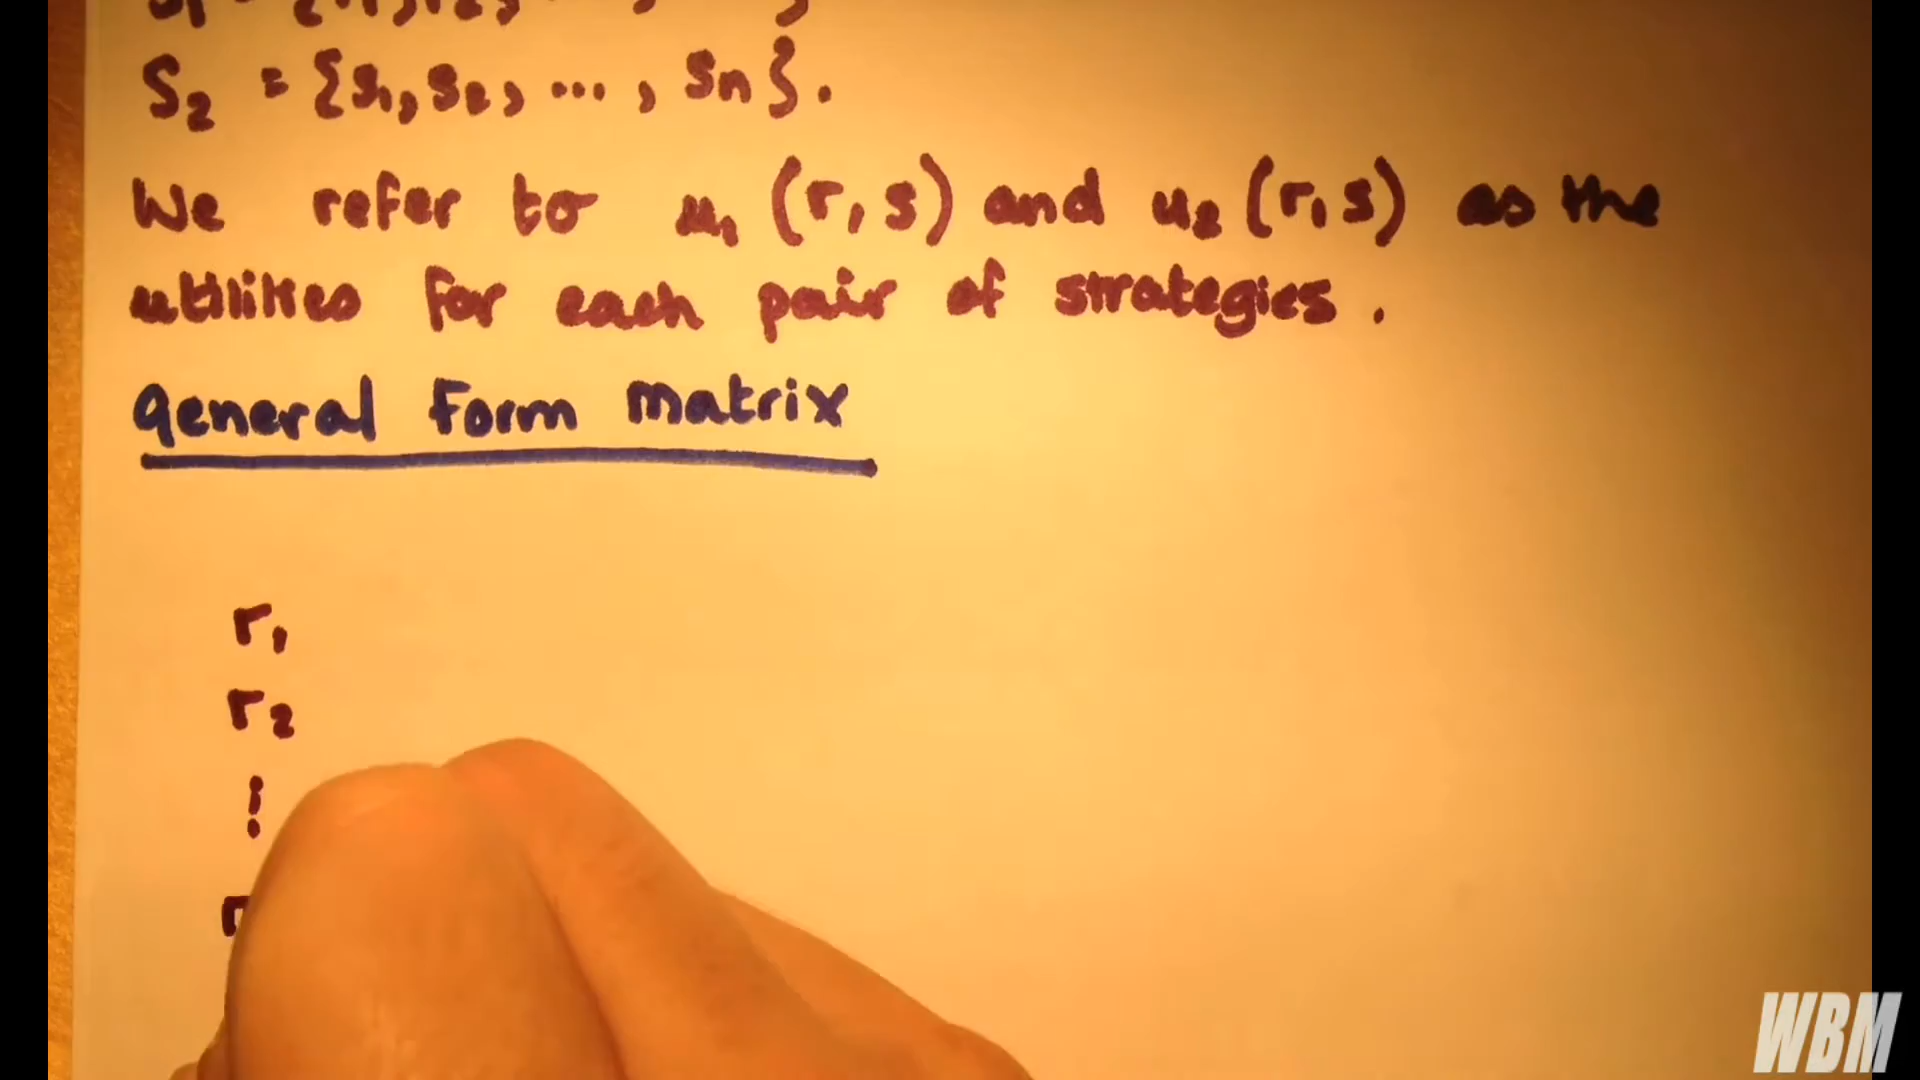 S2 = {s1, s2, ..., sn}.
We refer to u1 (r, s) and u2 (r, s) as the
utilities for each pair of strategies.
General form matrix
r1
r2
WBM